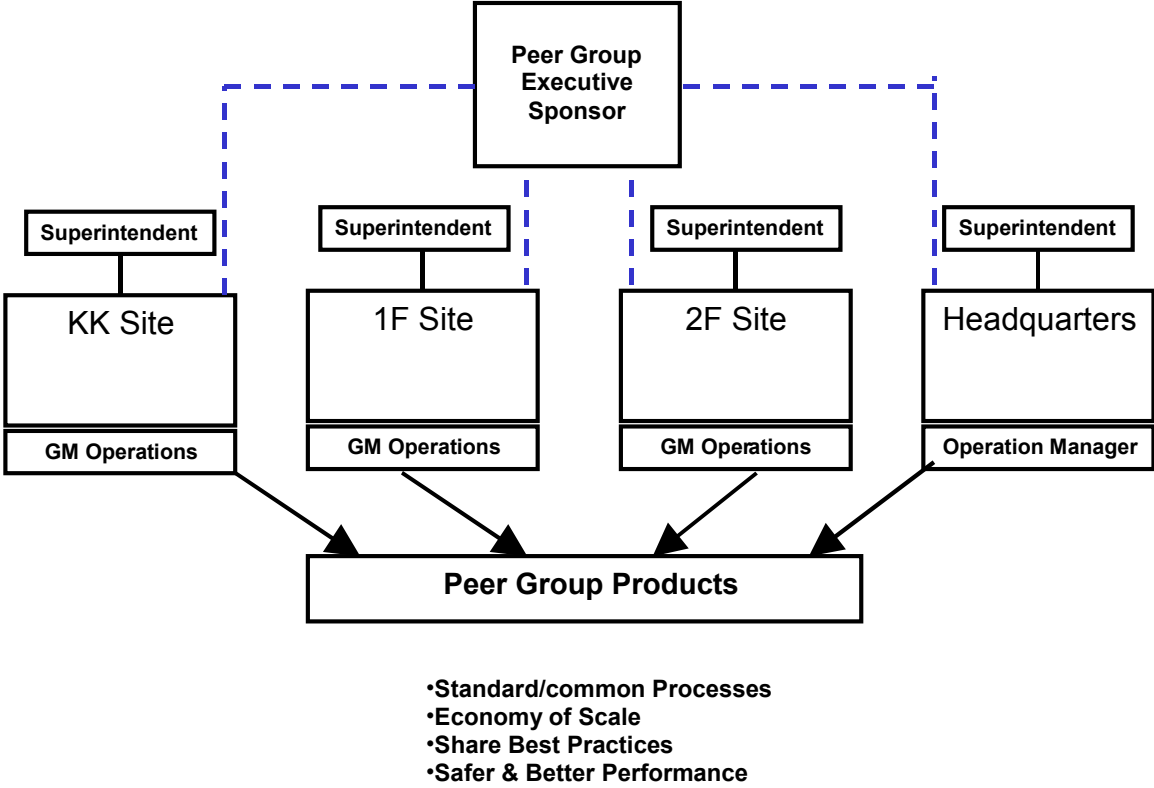 Peer Group
Executive
Sponsor
Superintendent
Superintendent
Superintendent
Superintendent
KK Site
1F Site
2F Site
Headquarters
GM Operations
GM Operations
GM Operations
Operation Manager
Peer Group Products
•Standard/common Processes
•Economy of Scale
•Share Best Practices
•Safer & Better Performance